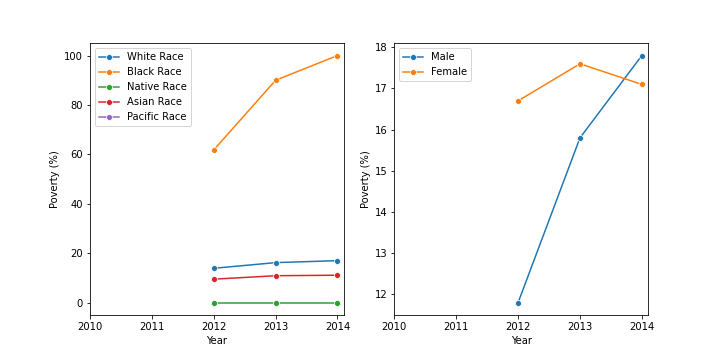 White Race
Black Race
Native Race
Asian Race
Pacific Race
100
80
60
40
20
0
Poverty (%)
2010 2011 2012 2013 2014
Year
Male
Female
18
17
16
15
14
13
12
Poverty (%)
2010 2011 2012 2013 2014
Year